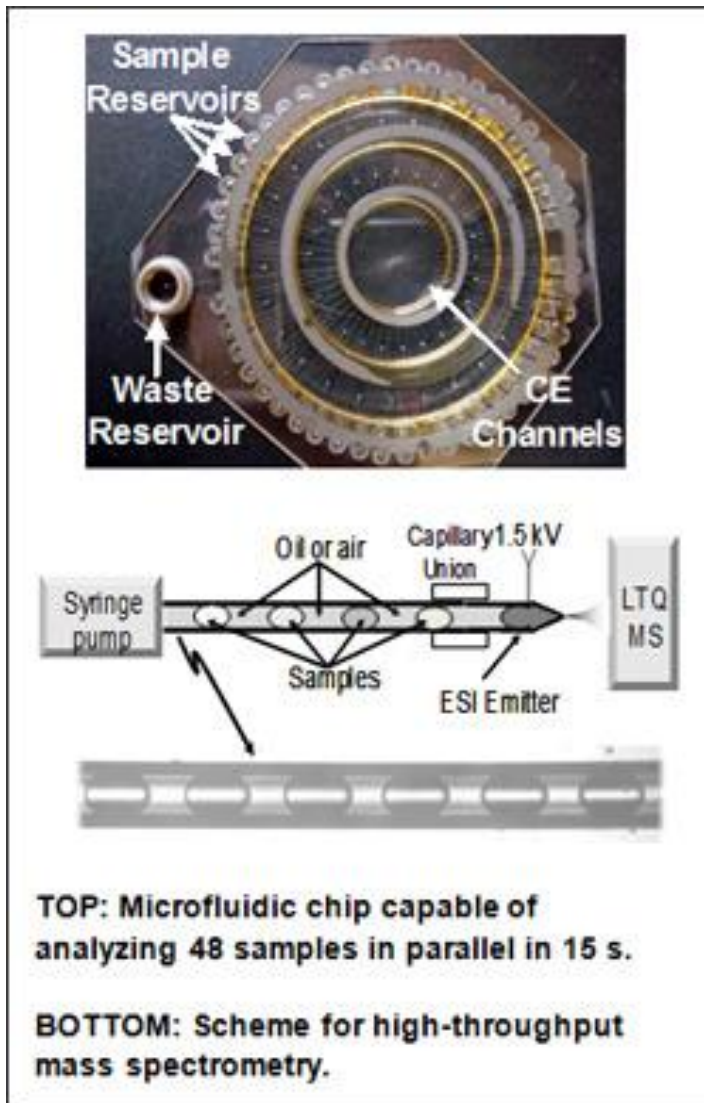 Sample
Reservoirs
Waste
Reservoir
CE
Channels
Oil or air
Capillary
Union
1.5 kV
Syringe
pump
LTQ
MS
Samples
ESI Emitter
TOP: Microfluidic chip capable of
analyzing 48 samples in parallel in 15 s.
BOTTOM: Scheme for high-throughput
mass spectrometry.